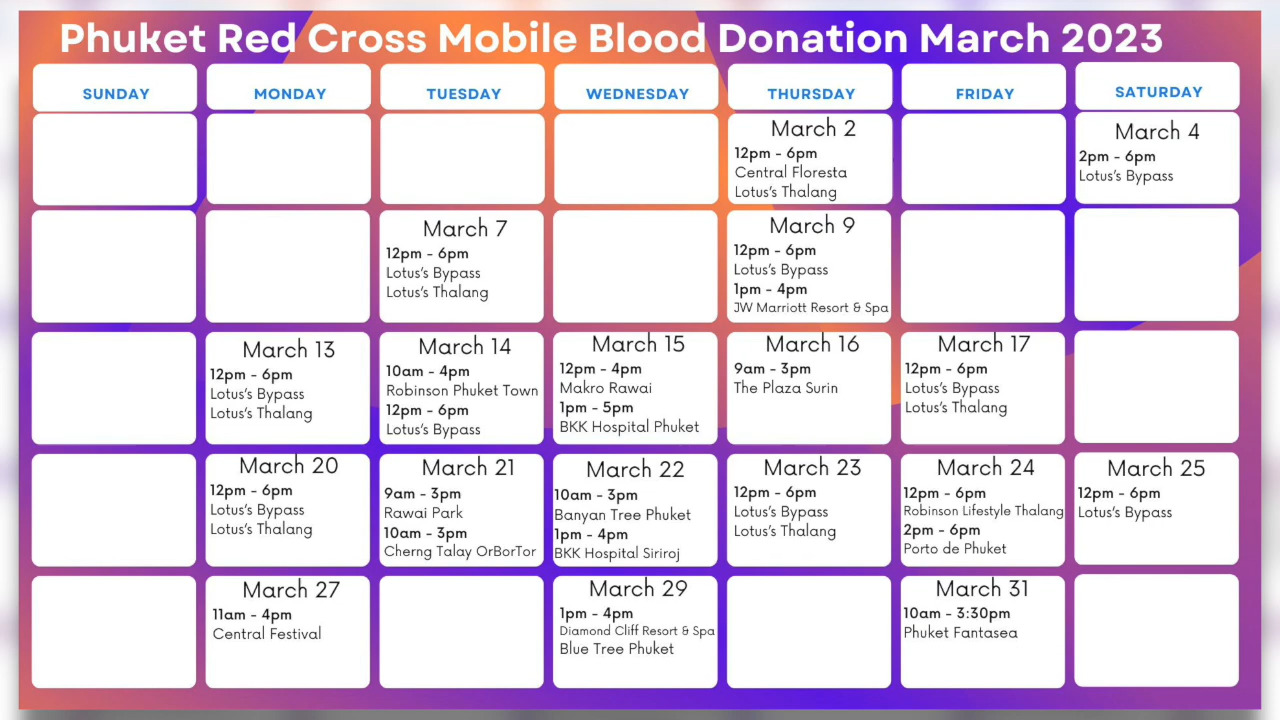 Phuket Red Cross Mobile Blood Donation March 2023
SUNDAY
MONDAY
TUESDAY
WEDNESDAY
THURSDAY
FRIDAY
SATURDAY
March 2
12pm - 6pm
Central Floresta
Lotus's Thalang
March 4
2pm - 6pm
Lotus's Bypass
March 7
12pm - 6pm
Lotus's Bypass
Lotus's Thalang
March 9
12pm - 6pm
Lotus's Bypass
1pm - 4pm
JW Marriott Resort & Spa
March 13
12pm - 6pm
Lotus's Bypass
Lotus's Thalang
March 14
10am - 4pm
Robinson Phuket Town
12pm - 6pm
Lotus's Bypass
March 15
12pm - 4pm
Makro Rawai
1pm - 5pm
BKK Hospital Phuket
March 16
9am - 3pm
The Plaza Surin
March 17
12pm - 6pm
Lotus's Bypass
Lotus's Thalang
March 20
12pm - 6pm
Lotus's Bypass
Lotus's Thalang
March 21
9am - 3pm
Rawai Park
10am - 3pm
Cherng Talay OrBorTor
March 22
10am - 3pm
Banyan Tree Phuket
1pm - 4pm
BKK Hospital Siriroj
March 23
12pm - 6pm
Lotus's Bypass
Lotus's Thalang
March 24
12pm - 6pm
Robinson Lifestyle Thalang
2pm - 6pm
Porto de Phuket
March 25
12pm - 6pm
Lotus's Bypass
March 27
11am - 4pm
Central Festival
March 29
1pm - 4pm
Diamond Cliff Resort & Spa
Blue Tree Phuket
March 31
10am - 3:30pm
Phuket Fantasea